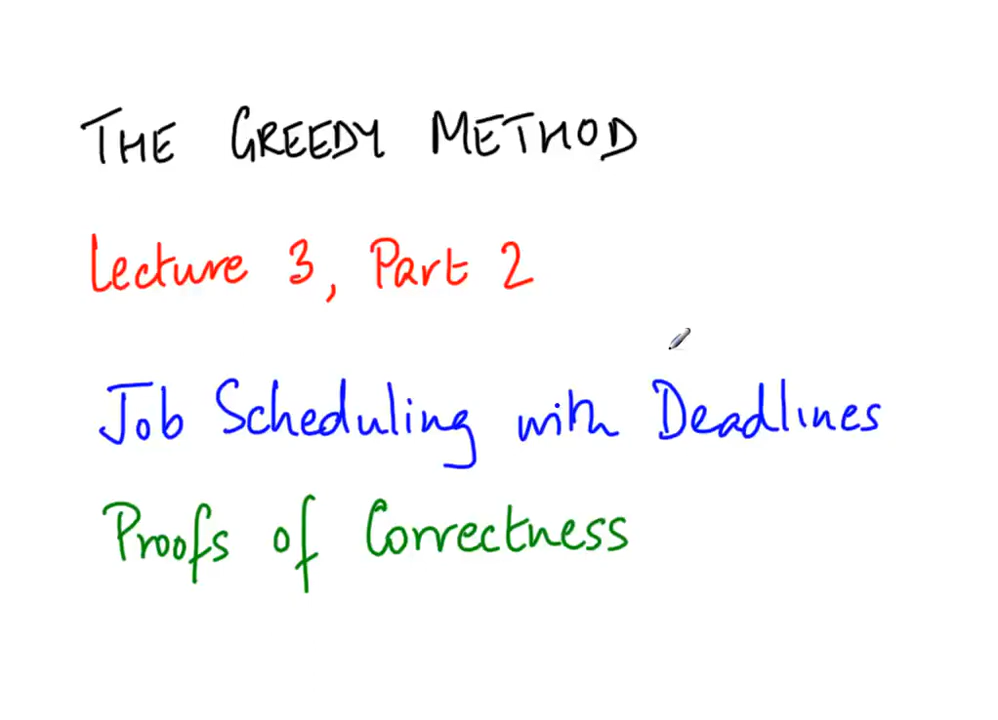 THE GREEDY METHOD
Lecture 3, Part 2
Job Scheduling with Deadlines
Proofs of Correctness